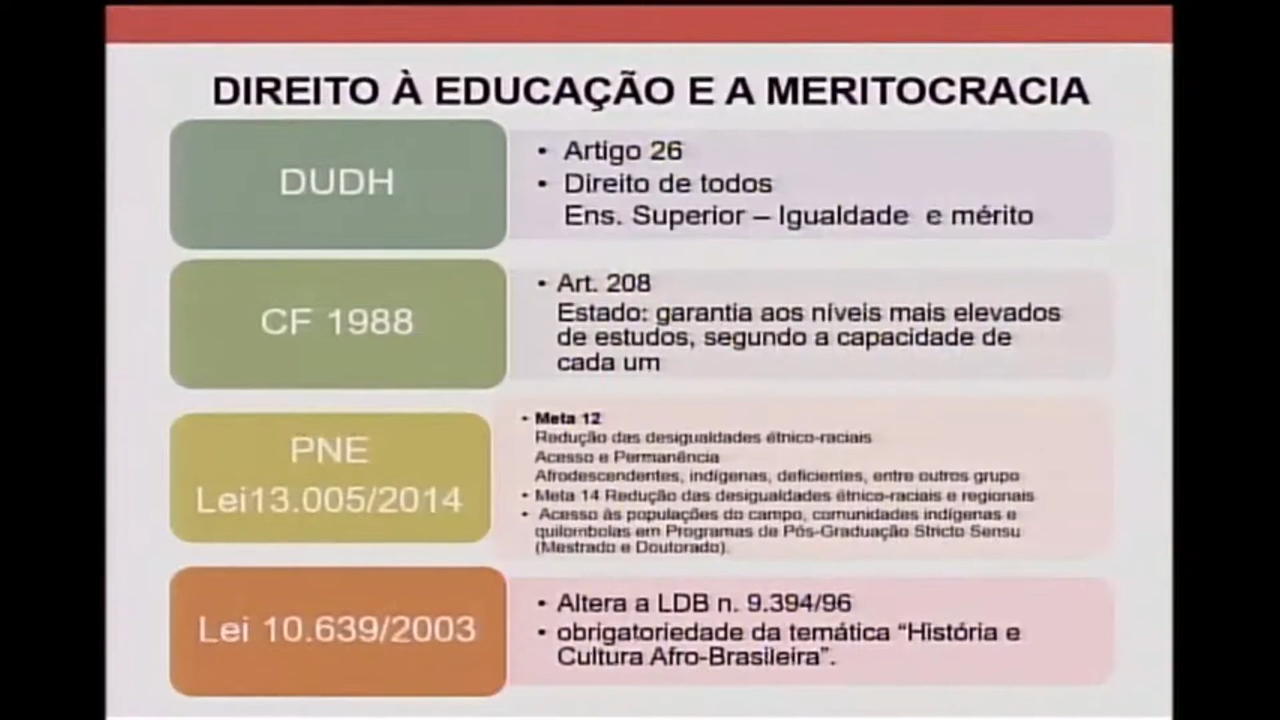 DIREITO À EDUCAÇÃO E A MERITOCRACIA
DUDH
• Artigo 26
• Direito de todos
Ens. Superior – Igualdade e mérito
CF 1988
• Art. 208
Estado: garantia aos níveis mais elevados
de estudos, segundo a capacidade de
cada um
PNE
Lei13.005/2014
• Meta 12
Redução das desigualdades étnico-raciais
Acesso e Permanência
Afrodescendentes, indígenas, deficientes, entre outros grupo
• Meta 14 Redução das desigualdades étnico-raciais e regionais
• Acesso às populações do campo, comunidades indígenas e
quilombolas em Programas de Pós-Graduação Stricto Sensu
(Mestrado e Doutorado).
Lei 10.639/2003
• Altera a LDB n. 9.394/96
• obrigatoriedade da temática “História e
Cultura Afro-Brasileira”.